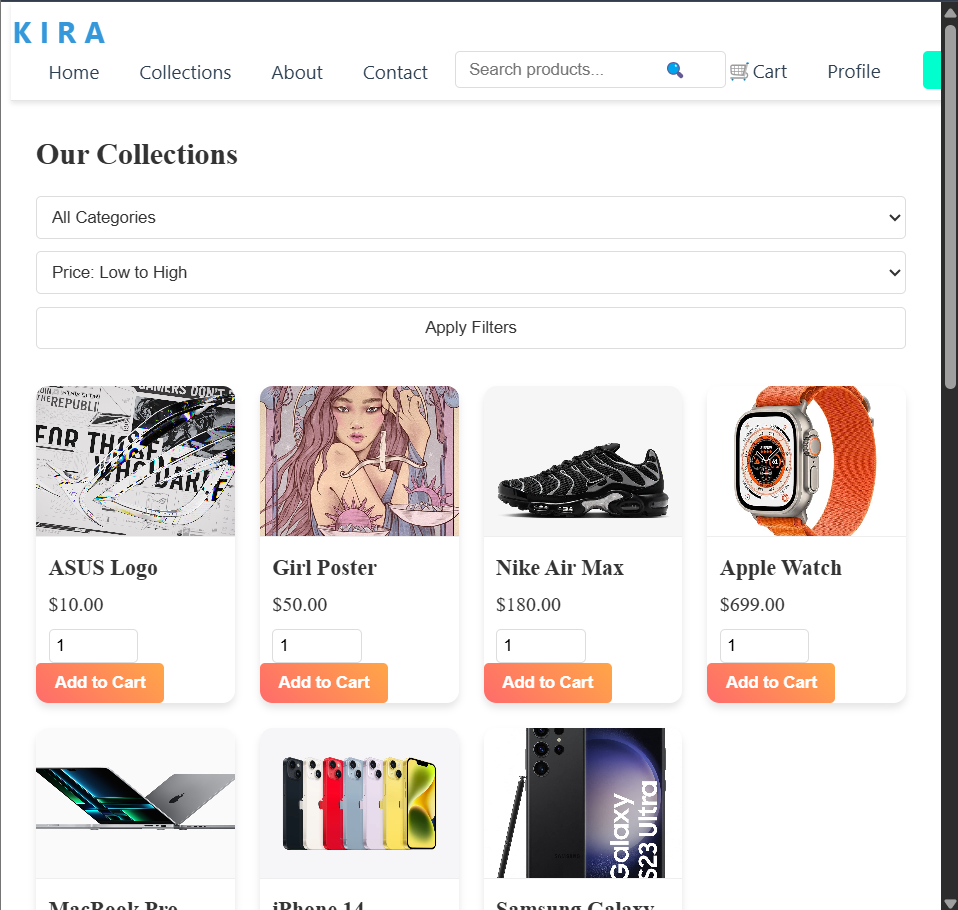 KIRA
Home Collections About Contact Search products... Cart Profile
Our Collections
All Categories
Price: Low to High
Apply Filters
GAMERS DON'T
THE REPUBLIC
FOR THOSE
WHO DARE
ASUS Logo
$10.00
1
Add to Cart
Girl Poster
$50.00
1
Add to Cart
Nike Air Max
$180.00
1
Add to Cart
Apple Watch
$699.00
1
Add to Cart
Galaxy
S23 Ultra
MacBook Pro
iPhone 14
Samsung Galaxy